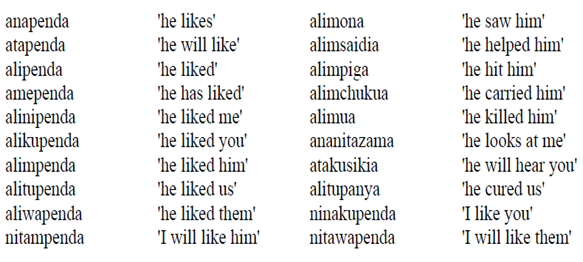 anapenda 'he likes' alimona 'he saw him'
atapenda 'he will like' alimsaidia 'he helped him'
alipenda 'he liked' alimpiga 'he hit him'
amependa 'he has liked' alimchukua 'he carried him'
alinipenda 'he liked me' alimua 'he killed him'
alikupenda 'he liked you' ananitazama 'he looks at me'
alimpenda 'he liked him' atakusikia 'he will hear you'
alitupenda 'he liked us' alitupanya 'he cured us'
aliwapenda 'he liked them' ninakupenda 'I like you'
nitampenda 'I will like him' nitawapenda 'I will like them'